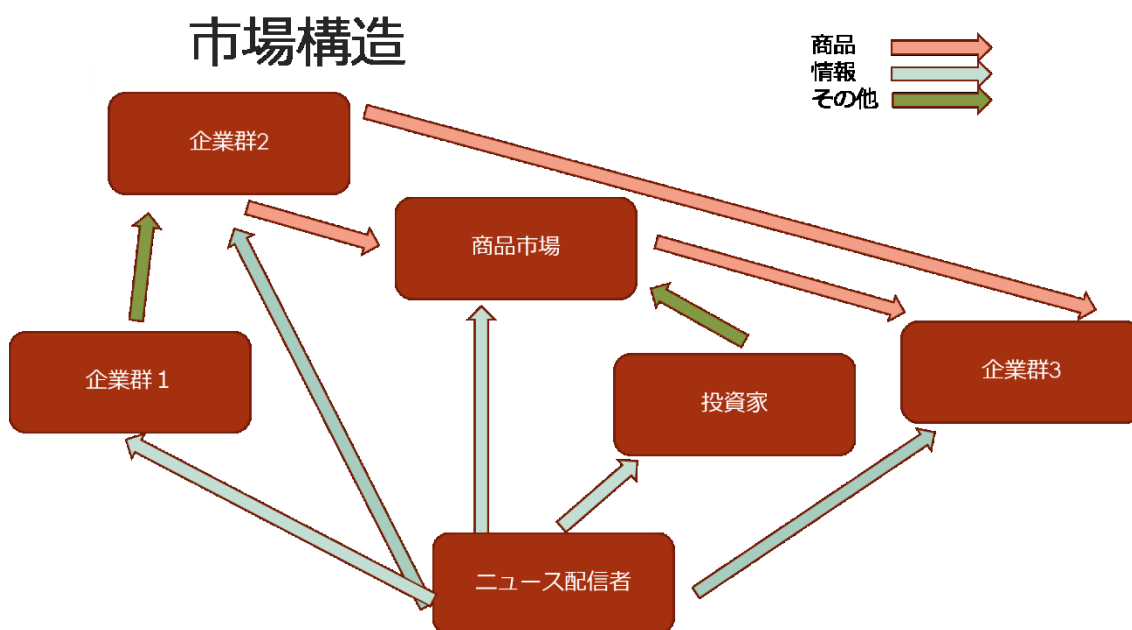 市場構造
商品
情報
その他
企業群2
商品市場
企業群１
投資家
企業群3
ニュース配信者